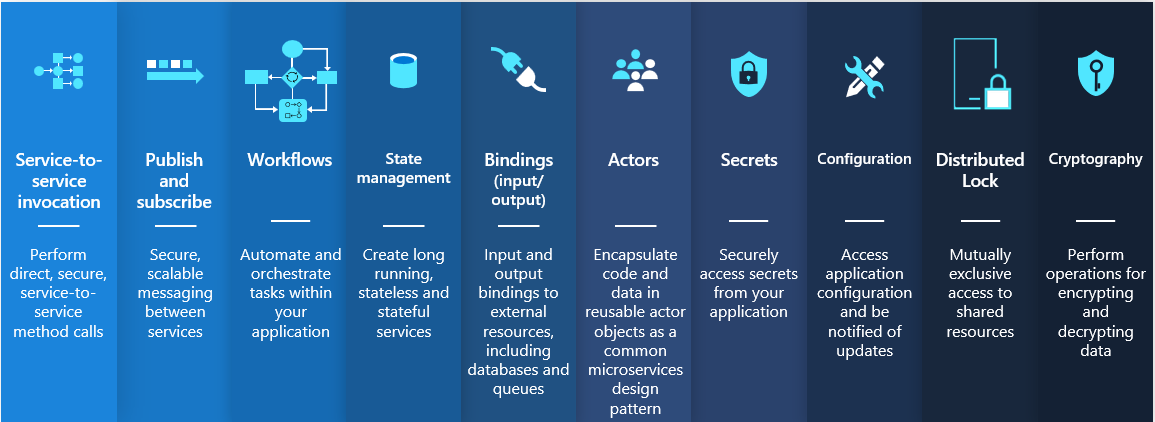 Service-to-
service
invocation
Perform
direct, secure,
service-to-
service
method calls
Publish
and
subscribe
Secure,
scalable
messaging
between
services
Workflows
Automate and
orchestrate
tasks within
your
application
State
management
Create long
running,
stateless and
stateful
services
Bindings
(input/
output)
Input and
output
bindings to
external
resources,
including
databases and
queues
Actors
Encapsulate
code and
data in
reusable actor
objects as a
common
microservices
design
pattern
Secrets
Securely
access secrets
from your
application
Configuration
Access
application
configuration
and be
notified of
updates
Distributed
Lock
Mutually
exclusive
access to
shared
resources
Cryptography
Perform
operations for
encrypting
and
decrypting
data